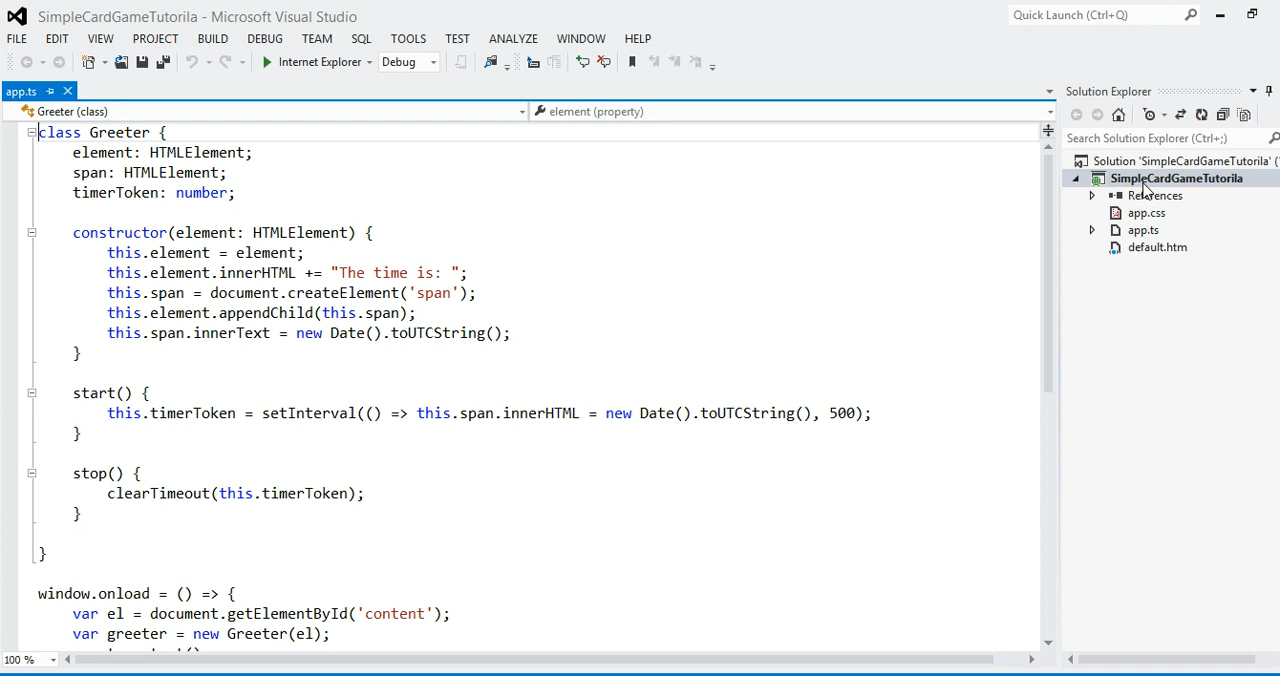 SimpleCardGameTutorila - Microsoft Visual Studio
Quick Launch (Ctrl+Q)
FILE EDIT VIEW PROJECT BUILD DEBUG TEAM SQL TOOLS TEST ANALYZE WINDOW HELP
Internet Explorer Debug
app.ts
Greeter (class)
element (property)
class Greeter {
element: HTMLElement;
span: HTMLElement;
timerToken: number;
constructor(element: HTMLElement) {
this.element = element;
this.element.innerHTML += "The time is: ";
this.span = document.createElement('span');
this.element.appendChild(this.span);
this.span.innerText = new Date().toUTCString();
}
start() {
this.timerToken = setInterval(() => this.span.innerHTML = new Date().toUTCString(), 500);
}
stop() {
clearTimeout(this.timerToken);
}
}
window.onload = () => {
var el = document.getElementById('content');
var greeter = new Greeter(el);
100 %
Solution Explorer
Search Solution Explorer (Ctrl+;)
Solution 'SimpleCardGameTutorila' (
SimpleCardGameTutorila
References
app.css
app.ts
default.htm